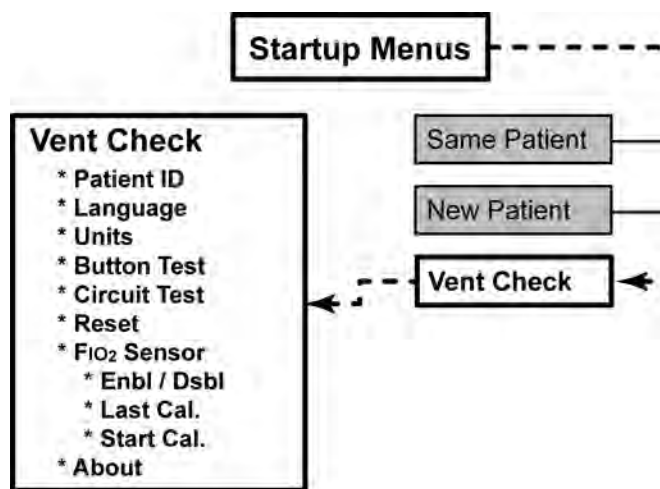 Startup Menus
Vent Check
* Patient ID
* Language
* Units
* Button Test
* Circuit Test
* Reset
* FIO2 Sensor
* Enbl / Dsbl
* Last Cal.
* Start Cal.
* About
Same Patient
New Patient
Vent Check